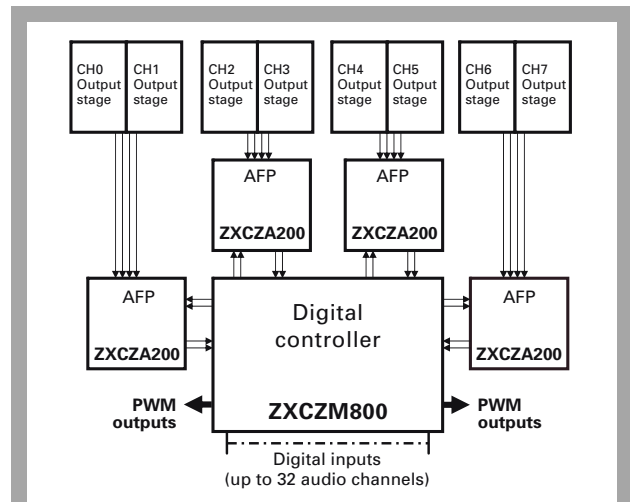 CH0 Output stage
CH1 Output stage
CH2 Output stage
CH3 Output stage
CH4 Output stage
CH5 Output stage
CH6 Output stage
CH7 Output stage
AFP
ZXCZA200
AFP
ZXCZA200
AFP
ZXCZA200
AFP
ZXCZA200
Digital
controller
ZXCZM800
PWM
outputs
PWM
outputs
Digital inputs
(up to 32 audio channels)